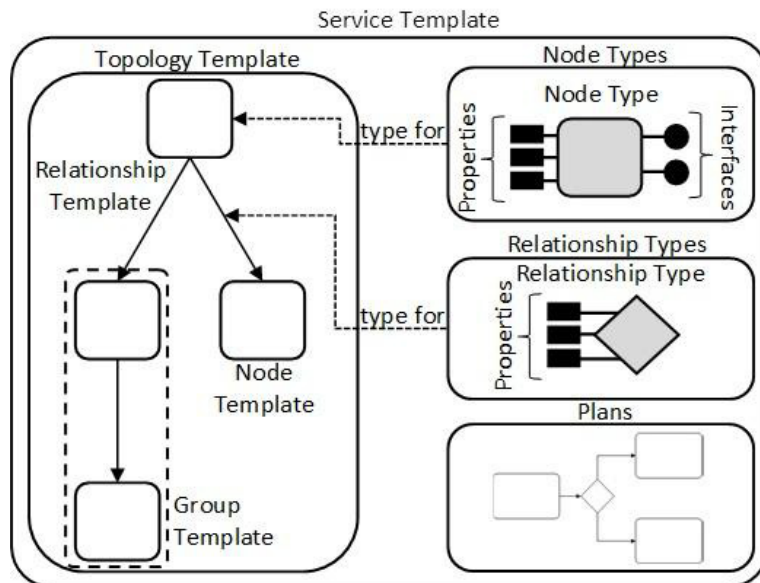 Service Template
Topology Template
Relationship
Template
Node
Template
Group
Template
type for
type for
Node Types
Node Type
Properties
Interfaces
Relationship Types
Relationship Type
Properties
Plans